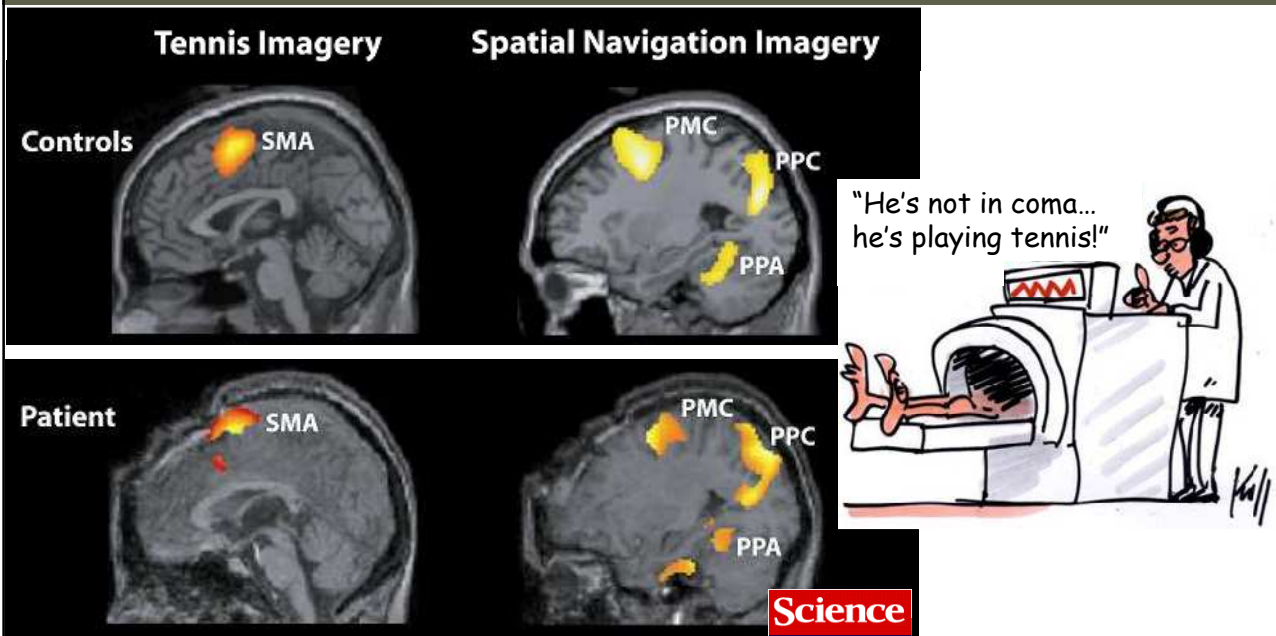 Tennis Imagery
Spatial Navigation Imagery
Controls
SMA
PMC
PPC
PPA
"He's not in coma…
he's playing tennis!"
Patient
SMA
PMC
PPC
PPA
Science